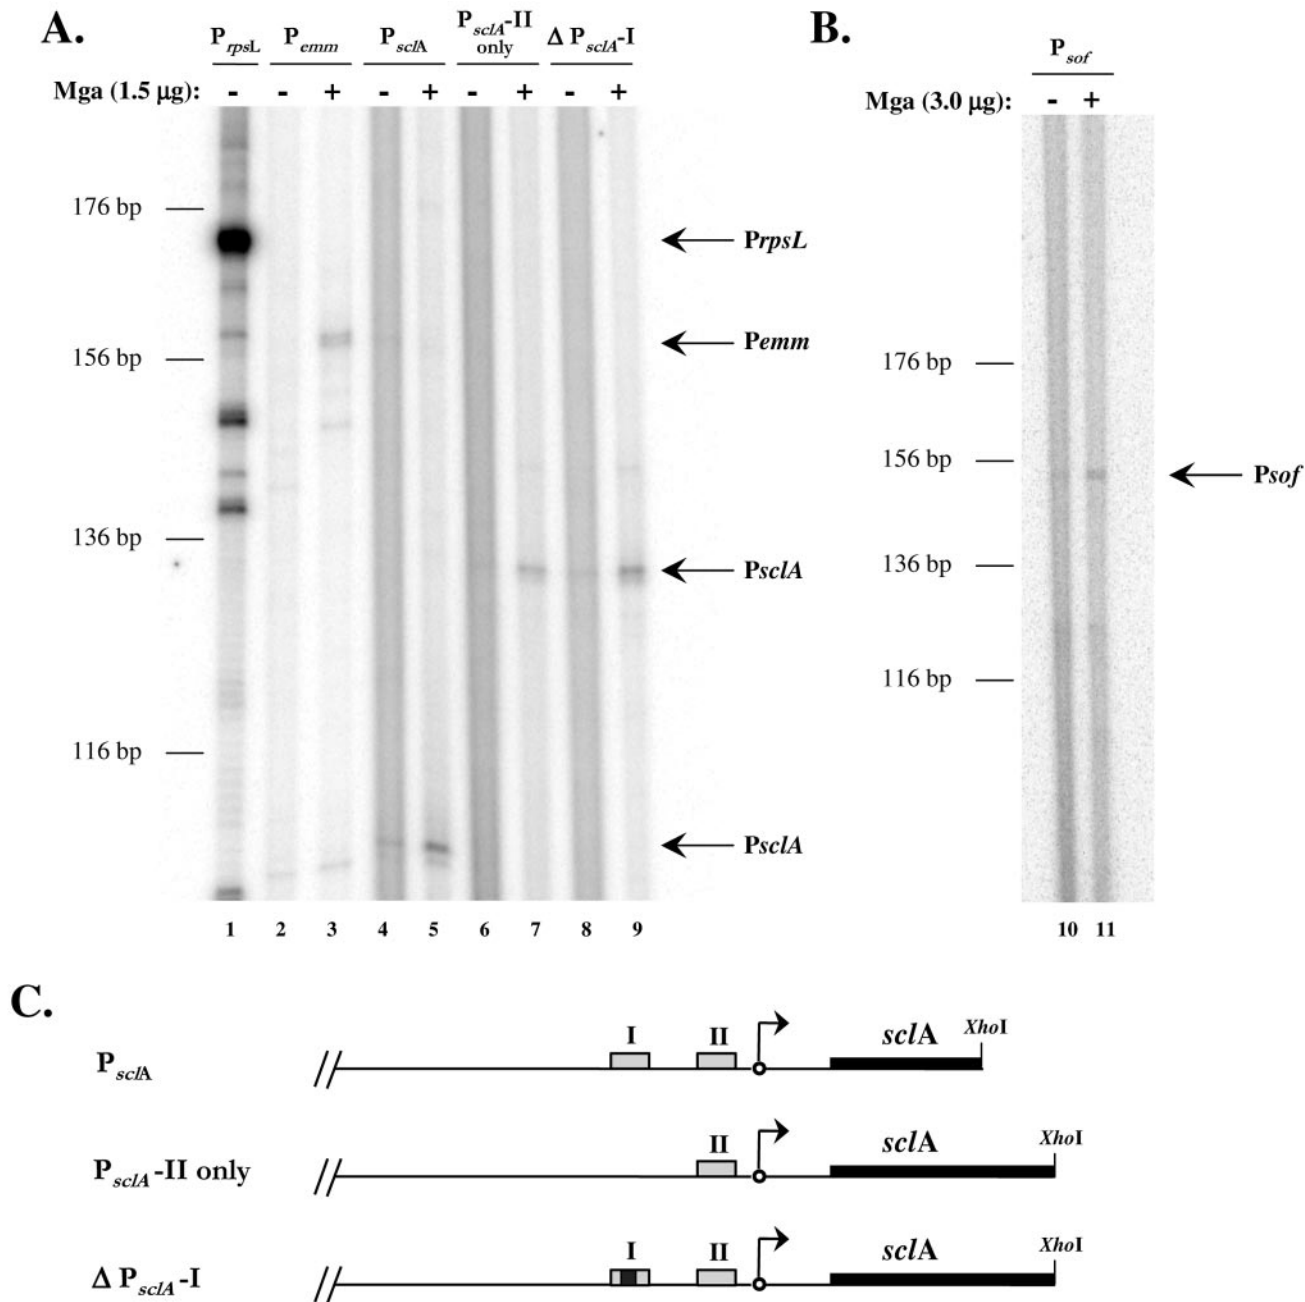 A.
PrpsL Pemm PsclA PsclA-II only Δ PsclA-I
Mga (1.5 μg): - - + - + - + - +
176 bp
PrpsL
Pemm
156 bp
136 bp
PsclA
116 bp
PsclA
1 2 3 4 5 6 7 8 9
B.
Psof
Mga (3.0 μg): - +
176 bp
156 bp
Psof
136 bp
116 bp
10 11
C.
I II sclA XhoI
PsclA
II sclA XhoI
PsclA-II only
I II sclA XhoI
Δ PsclA-I